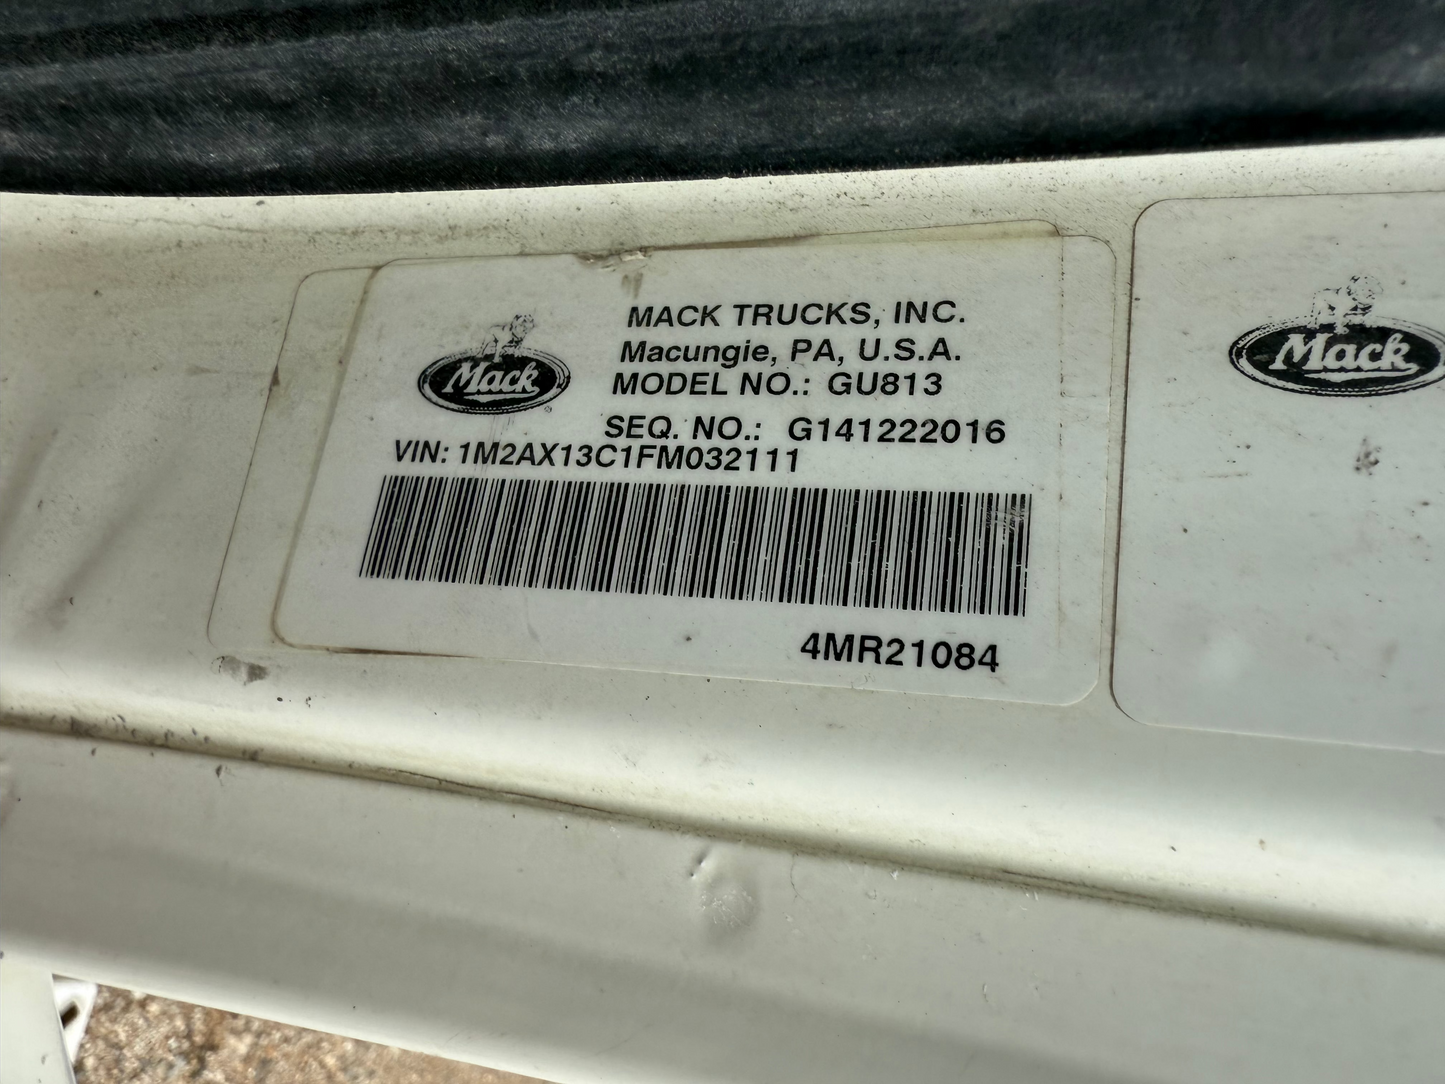 Mack
MACK TRUCKS, INC.
Macungie, PA, U.S.A.
MODEL NO.: GU813
SEQ. NO.: G141222016
VIN: 1M2AX13C1FM032111
4MR21084
Mack